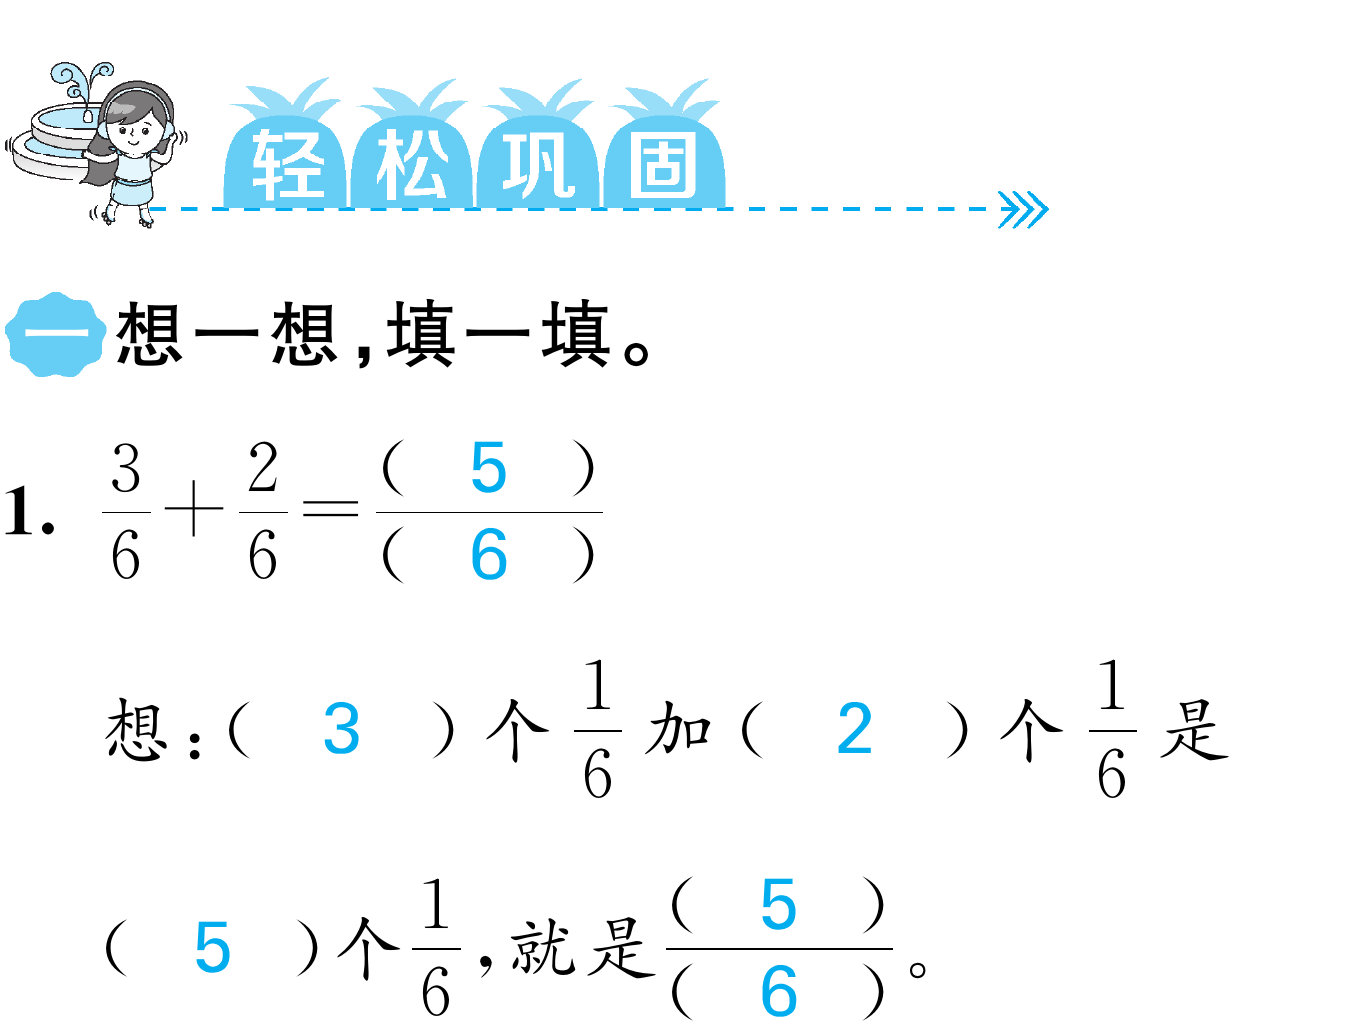 轻松巩固
一 想一想,填一填。
1. 3/6+2/6=( 5 )/( 6 )
想:( 3 )个1/6加( 2 )个1/6是
( 5 )个1/6,就是( 5 )/( 6 )。